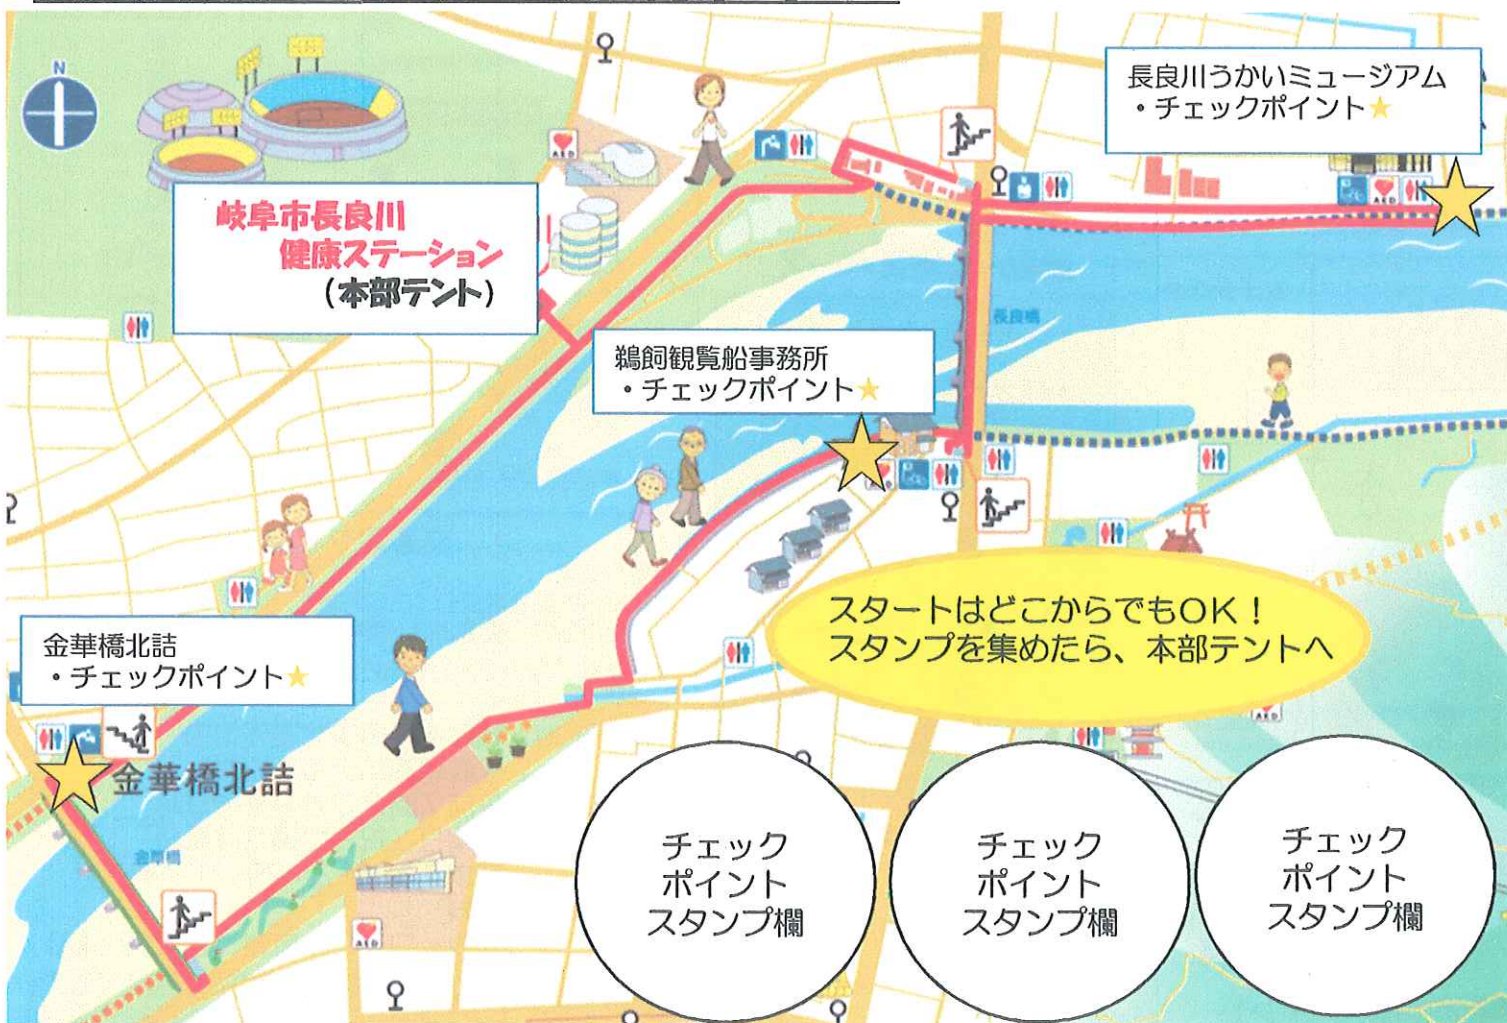 N
長良川うかいミュージアム
・チェックポイント★
岐阜市長良川
健康ステーション
(本部テント)
AED
AED
長良橋
鵜飼観覧船事務所
・チェックポイント★
AED
スタートはどこからでもOK！
スタンプを集めたら、本部テントへ
金華橋北詰
・チェックポイント★
金華橋北詰
金華橋
AED
AED
チェック
ポイント
スタンプ欄
チェック
ポイント
スタンプ欄
チェック
ポイント
スタンプ欄